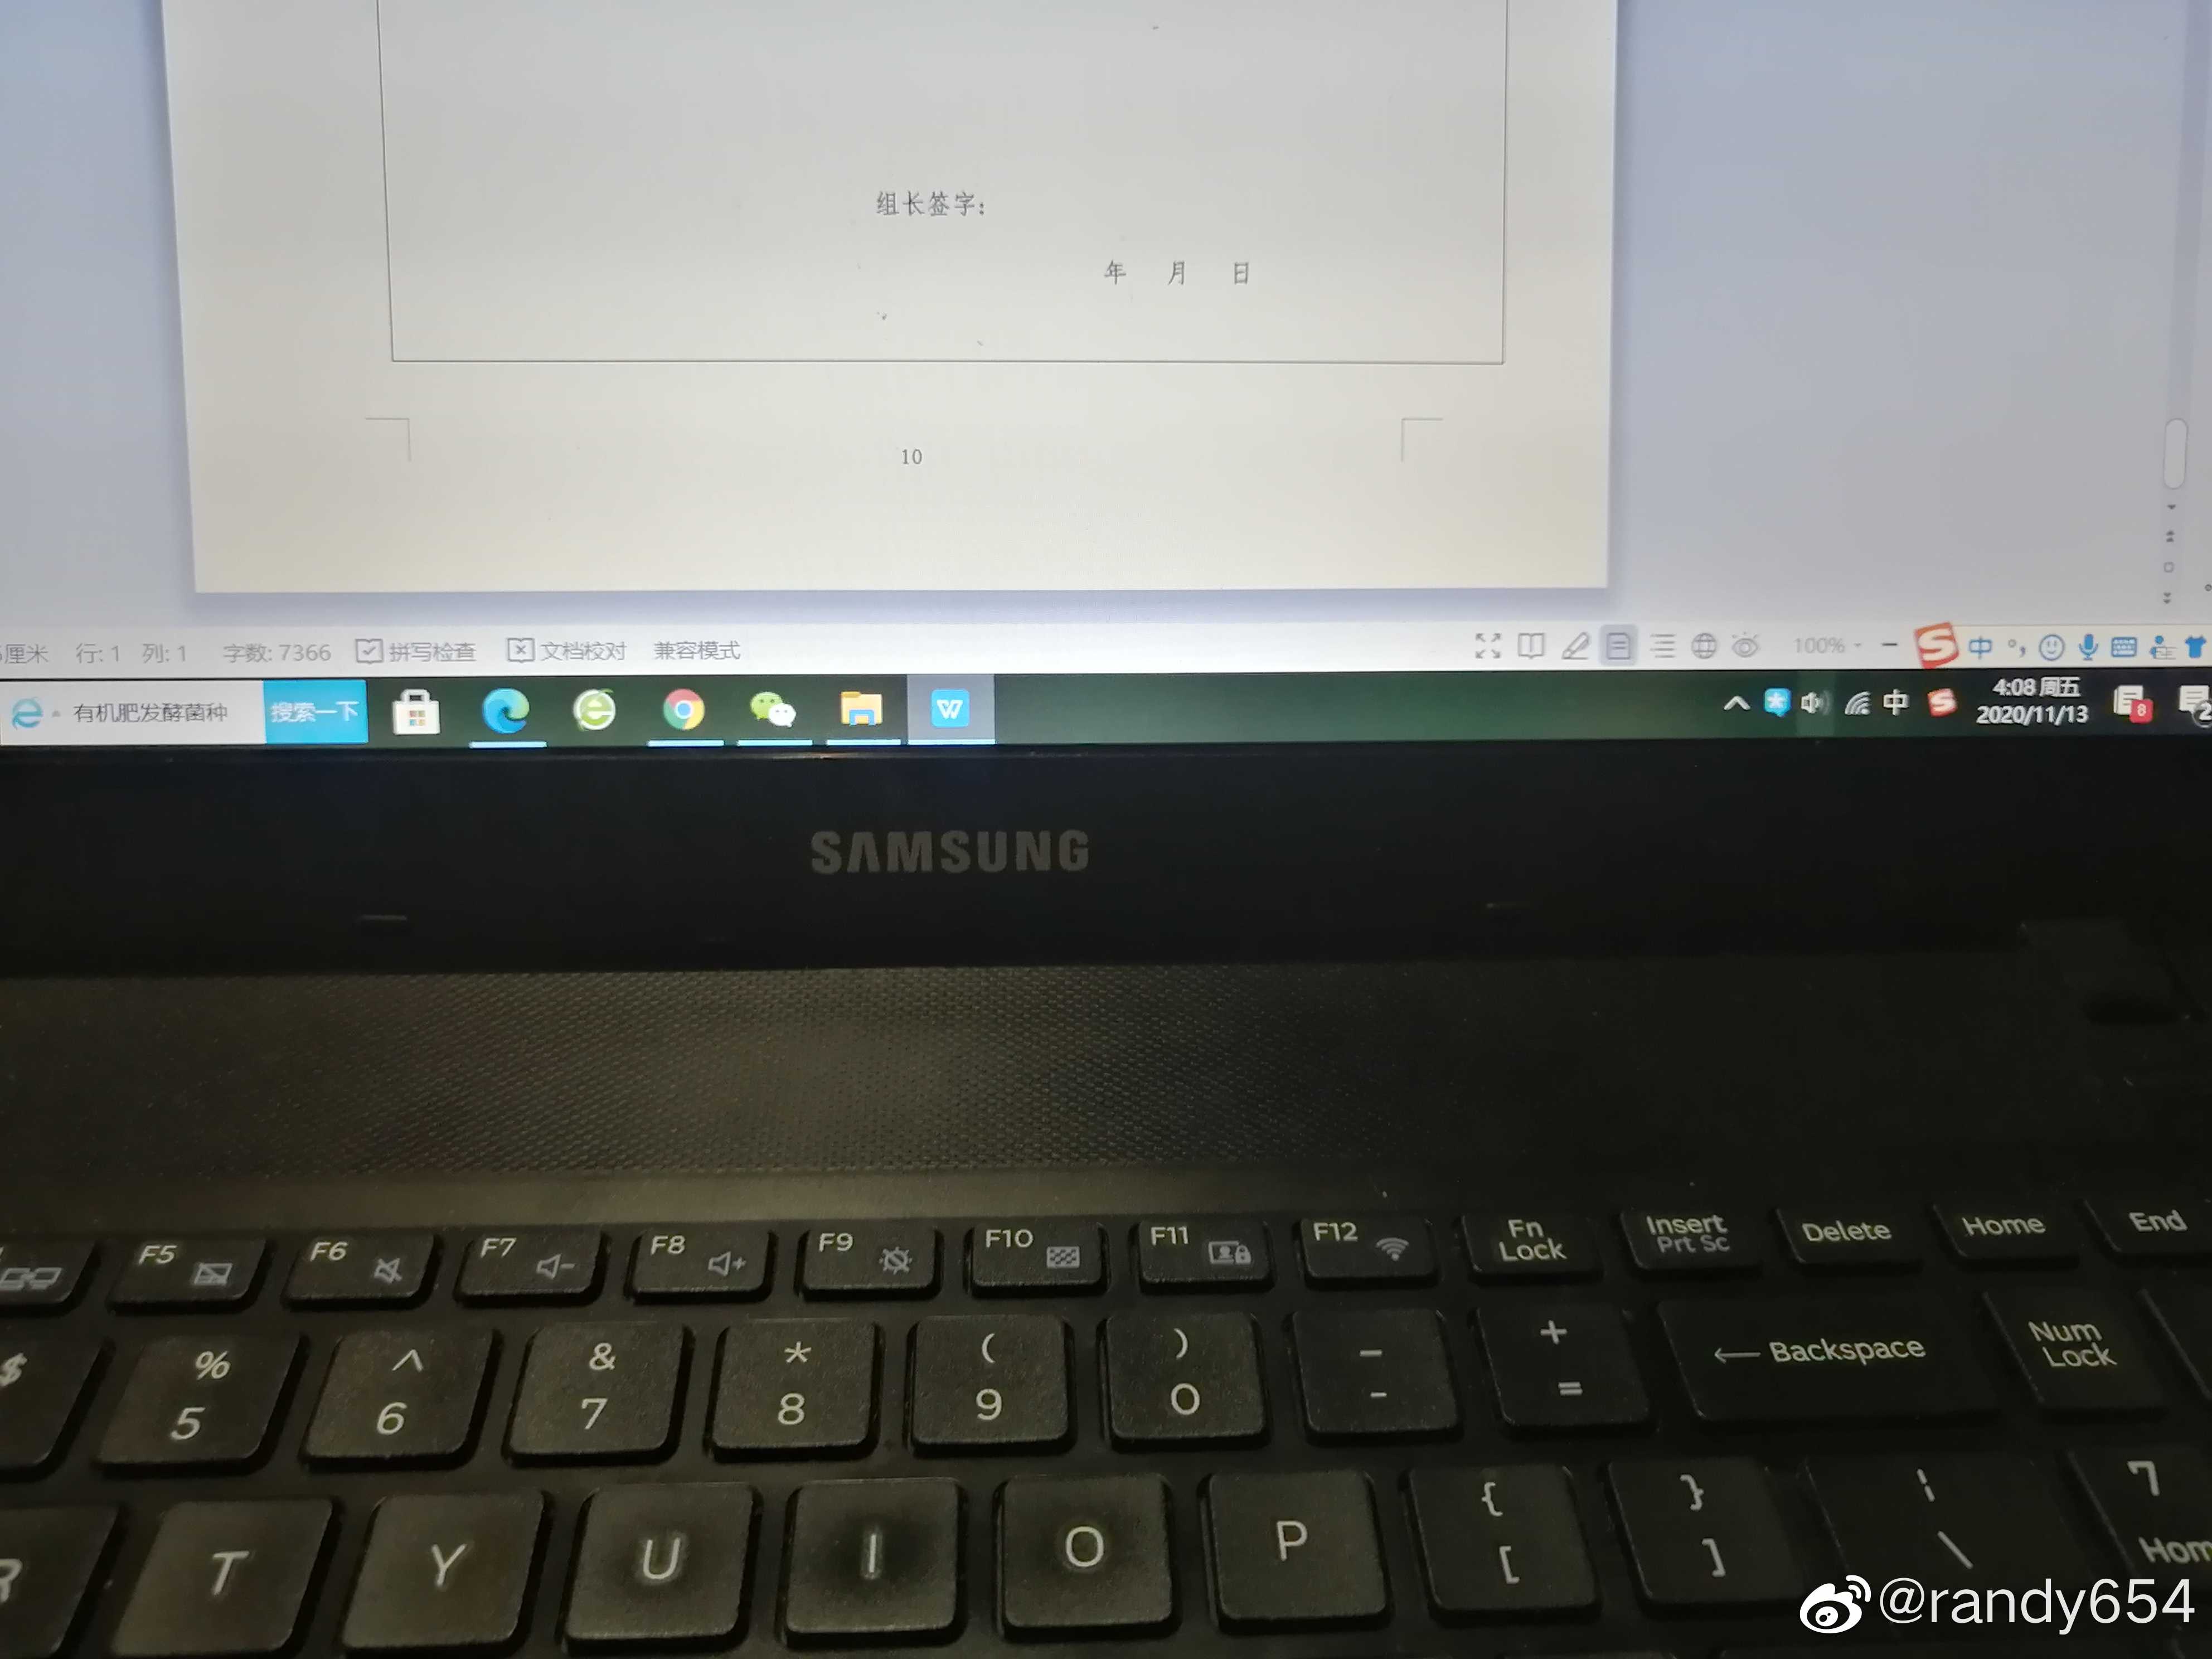 组长签字:
年 月 日
10
厘米 行: 1 列: 1 字数: 7366 拼写检查 文档校对 兼容模式 100%
中
有机肥发酵菌种 搜索一下
中 4:08 周五
2020/11/13 8 2
SAMSUNG
F5 F6 F7 F8 F9 F10 F11 F12 Fn Lock Insert Prt Sc Delete Home End
$ % 5 ^ 6 & 7 * 8 ( 9 ) 0 _ - + = ← Backspace Num Lock
R T Y U I O P { [ } ] ¦ \ 7 Hom
@randy654